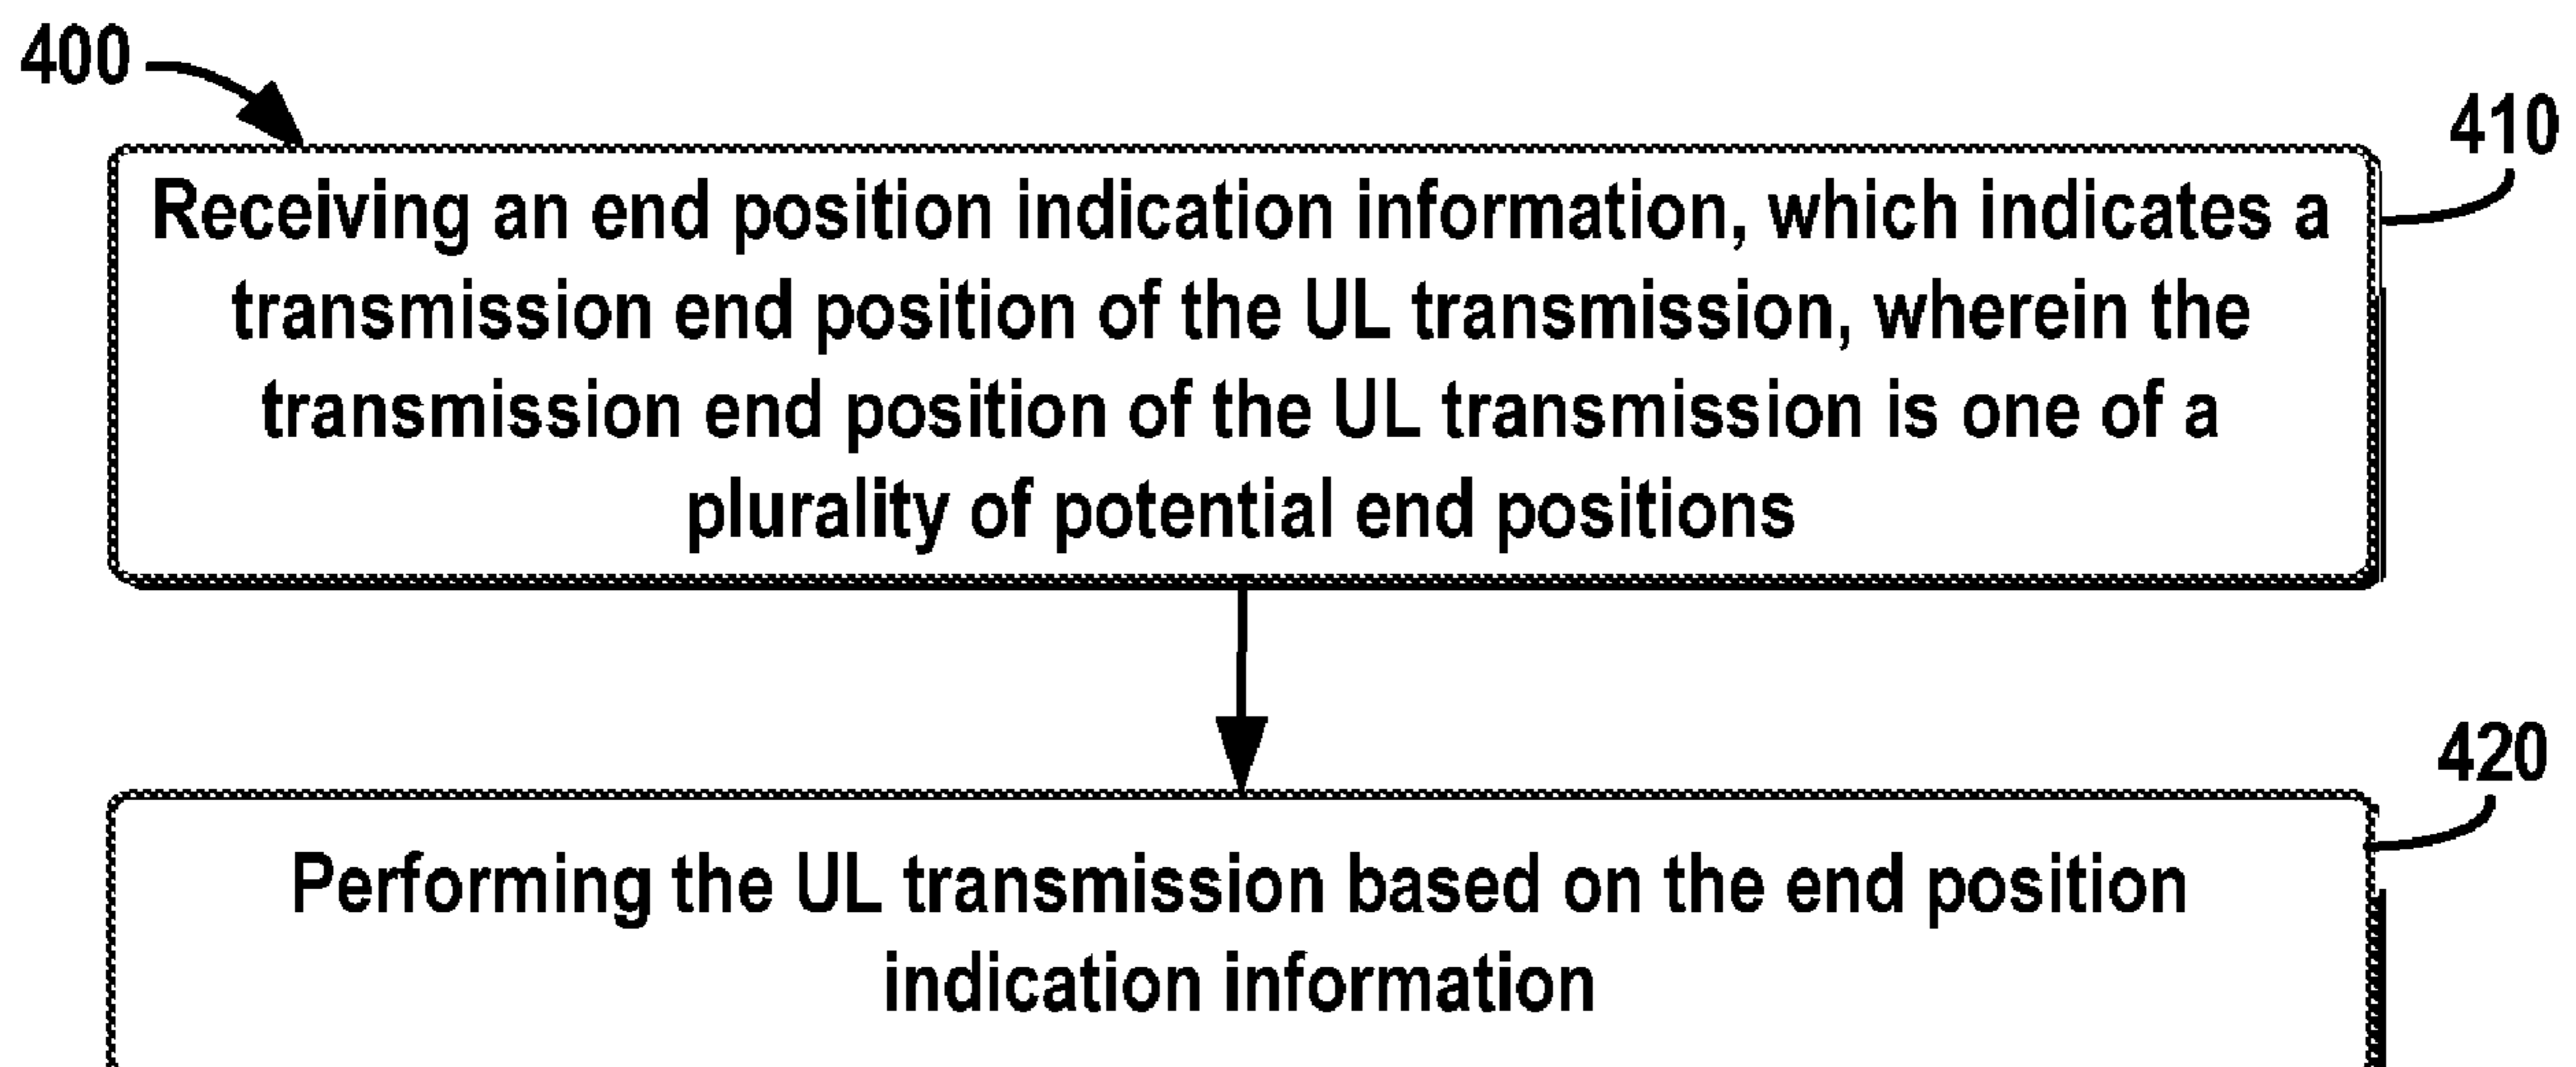 400
410
Receiving an end position indication information, which indicates a
transmission end position of the UL transmission, wherein the
transmission end position of the UL transmission is one of a
plurality of potential end positions
420
Performing the UL transmission based on the end position
indication information